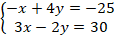 −x + 4y = −25
3x − 2y = 30